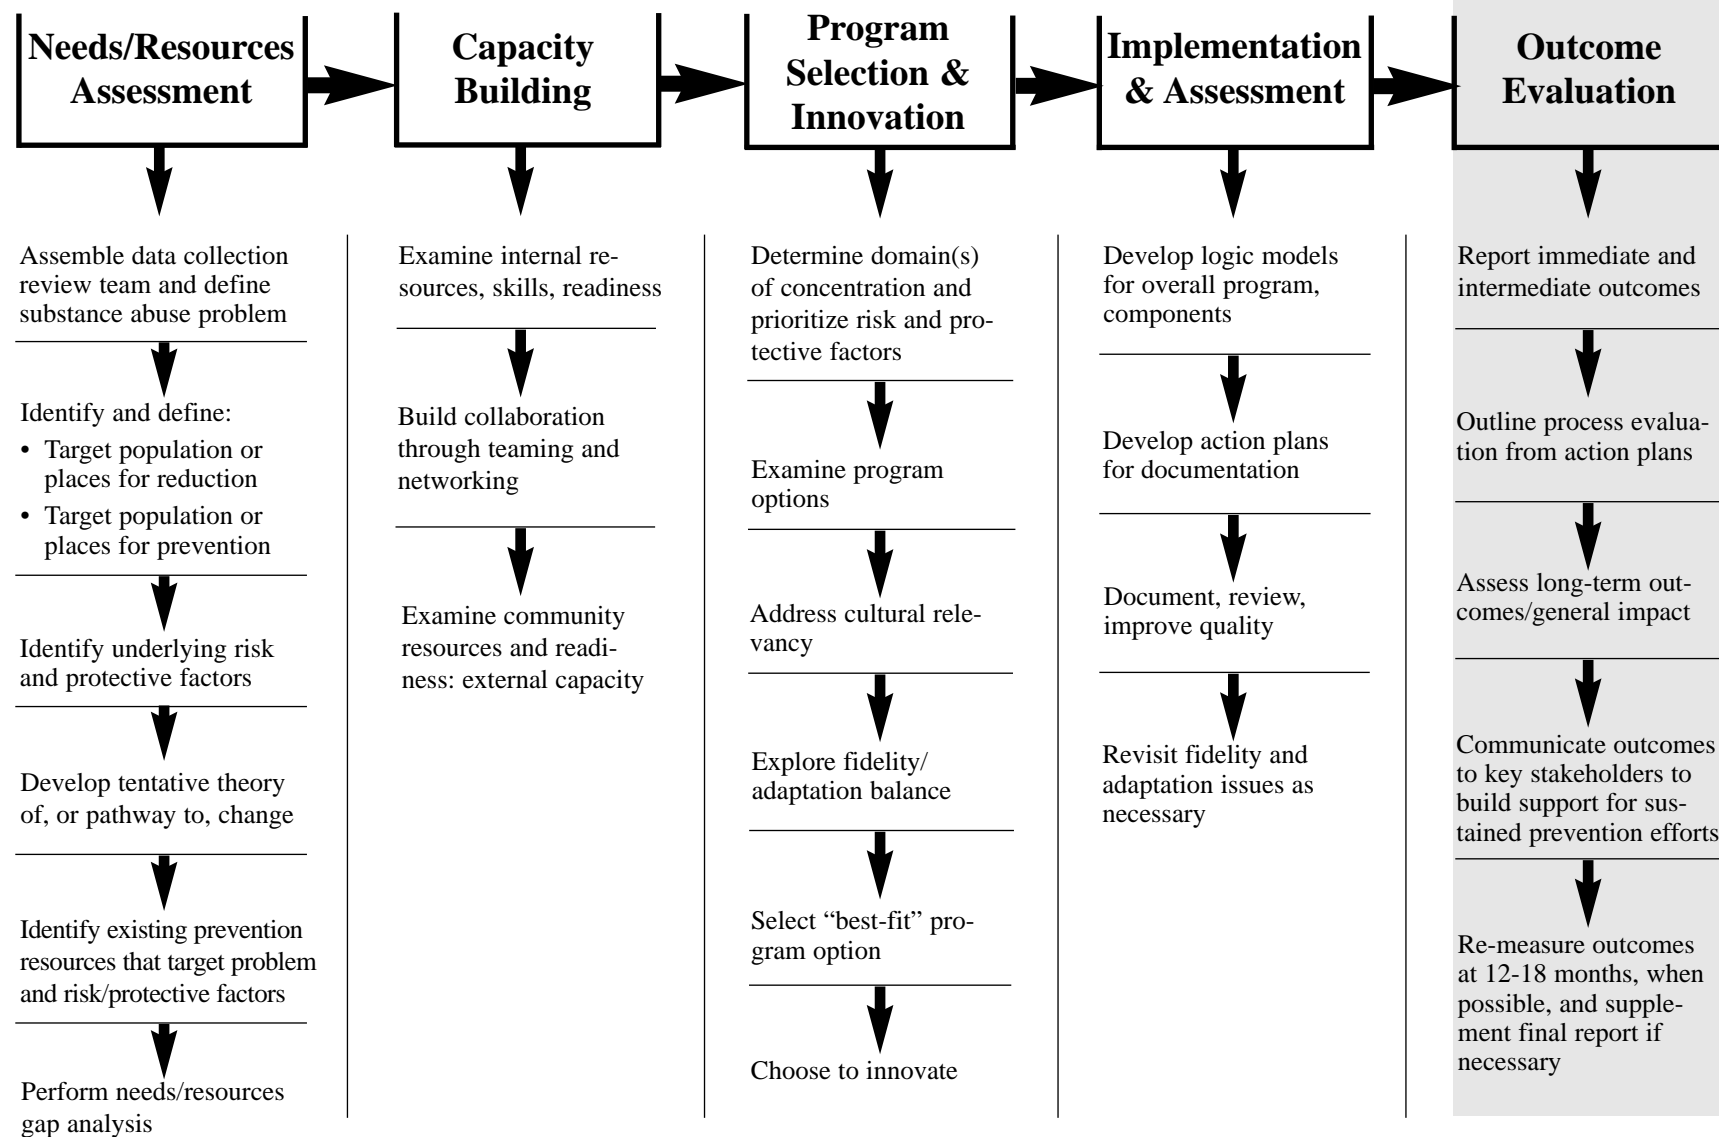 Needs/Resources
Assessment
Assemble data collection
review team and define
substance abuse problem
Identify and define:
• Target population or
places for reduction
• Target population or
places for prevention
Identify underlying risk
and protective factors
Develop tentative theory
of, or pathway to, change
Identify existing prevention
resources that target problem
and risk/protective factors
Perform needs/resources
gap analysis
Capacity
Building
Examine internal re-
sources, skills, readiness
Build collaboration
through teaming and
networking
Examine community
resources and readi-
ness: external capacity
Program
Selection &
Innovation
Determine domain(s)
of concentration and
prioritize risk and pro-
tective factors
Examine program
options
Address cultural rele-
vancy
Explore fidelity/
adaptation balance
Select “best-fit” pro-
gram option
Choose to innovate
Implementation
& Assessment
Develop logic models
for overall program,
components
Develop action plans
for documentation
Document, review,
improve quality
Revisit fidelity and
adaptation issues as
necessary
Outcome
Evaluation
Report immediate and
intermediate outcomes
Outline process evalua-
tion from action plans
Assess long-term out-
comes/general impact
Communicate outcomes
to key stakeholders to
build support for sus-
tained prevention efforts
Re-measure outcomes
at 12-18 months, when
possible, and supple-
ment final report if
necessary